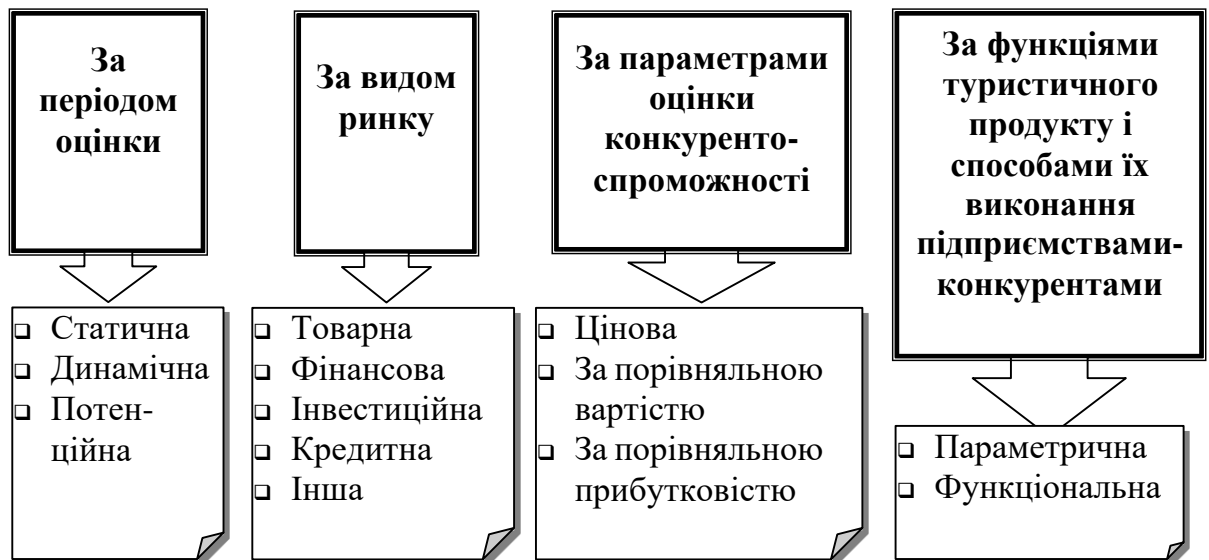 За
періодом
оцінки
За видом
ринку
За параметрами
оцінки
конкуренто-
спроможності
За функціями
туристичного
продукту і
способами їх
виконання
підприємствами-
конкурентами
❑ Статична
❑ Динамічна
❑ Потен-
ційна
❑ Товарна
❑ Фінансова
❑ Інвестиційна
❑ Кредитна
❑ Інша
❑ Цінова
❑ За порівняльною
вартістю
❑ За порівняльною
прибутковістю
❑ Параметрична
❑ Функціональна